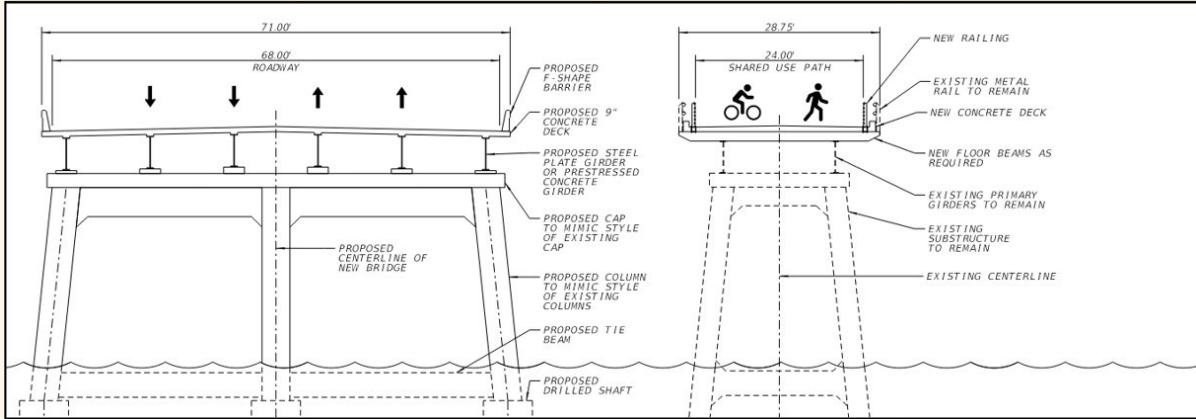 71.00'
68.00'
ROADWAY
PROPOSED
F-SHAPE
BARRIER
PROPOSED 9"
CONCRETE
DECK
PROPOSED STEEL
PLATE GIRDER
OR PRESTRESSED
CONCRETE
GIRDER
PROPOSED CAP
TO MIMIC STYLE
OF EXISTING
CAP
PROPOSED
CENTERLINE OF
NEW BRIDGE
PROPOSED COLUMN
TO MIMIC STYLE
OF EXISTING
COLUMNS
PROPOSED TIE
BEAM
PROPOSED
DRILLED SHAFT
28.75'
24.00'
SHARED USE PATH
NEW RAILING
EXISTING METAL
RAIL TO REMAIN
NEW CONCRETE DECK
NEW FLOOR BEAMS AS
REQUIRED
EXISTING PRIMARY
GIRDERS TO REMAIN
EXISTING
SUBSTRUCTURE
TO REMAIN
EXISTING CENTERLINE